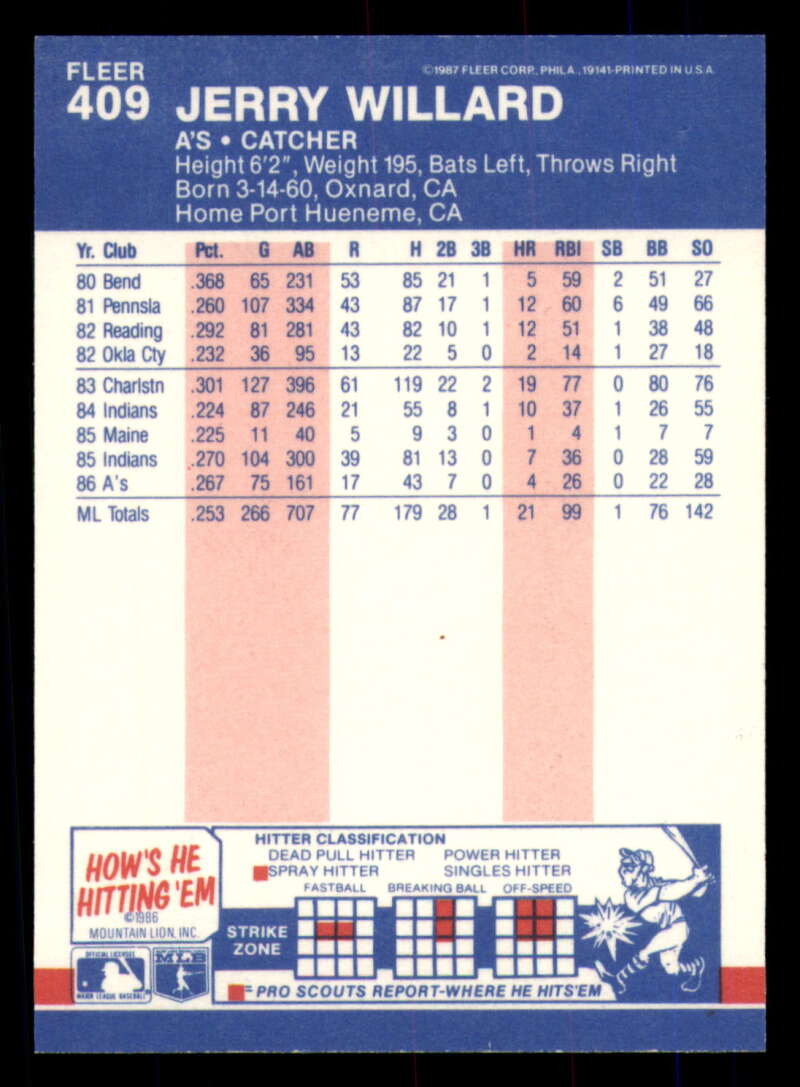 FLEER
©1987 FLEER CORP., PHILA., 19141-PRINTED IN U.S.A.
409 JERRY WILLARD
A'S • CATCHER
Height 6'2", Weight 195, Bats Left, Throws Right
Born 3-14-60, Oxnard, CA
Home Port Hueneme, CA
Yr. Club Pct. G AB R H 2B 3B HR RBI SB BB SO
80 Bend .368 65 231 53 85 21 1 5 59 2 51 27
81 Pennsla .260 107 334 43 87 17 1 12 60 6 49 66
82 Reading .292 81 281 43 82 10 1 12 51 1 38 48
82 Okla Cty .232 36 95 13 22 5 0 2 14 1 27 18
83 Charlstn .301 127 396 61 119 22 2 19 77 0 80 76
84 Indians .224 87 246 21 55 8 1 10 37 1 26 55
85 Maine .225 11 40 5 9 3 0 1 4 1 7 7
85 Indians .270 104 300 39 81 13 0 7 36 0 28 59
86 A's .267 75 161 17 43 7 0 4 26 0 22 28
ML Totals .253 266 707 77 179 28 1 21 99 1 76 142
HOW'S HE
HITTING 'EM
©1986
MOUNTAIN LION, INC.
OFFICIAL LICENSEE
MAJOR LEAGUE BASEBALL
MLB
HITTER CLASSIFICATION
DEAD PULL HITTER POWER HITTER
SPRAY HITTER SINGLES HITTER
FASTBALL BREAKING BALL OFF-SPEED
STRIKE
ZONE
=PRO SCOUTS REPORT-WHERE HE HITS'EM